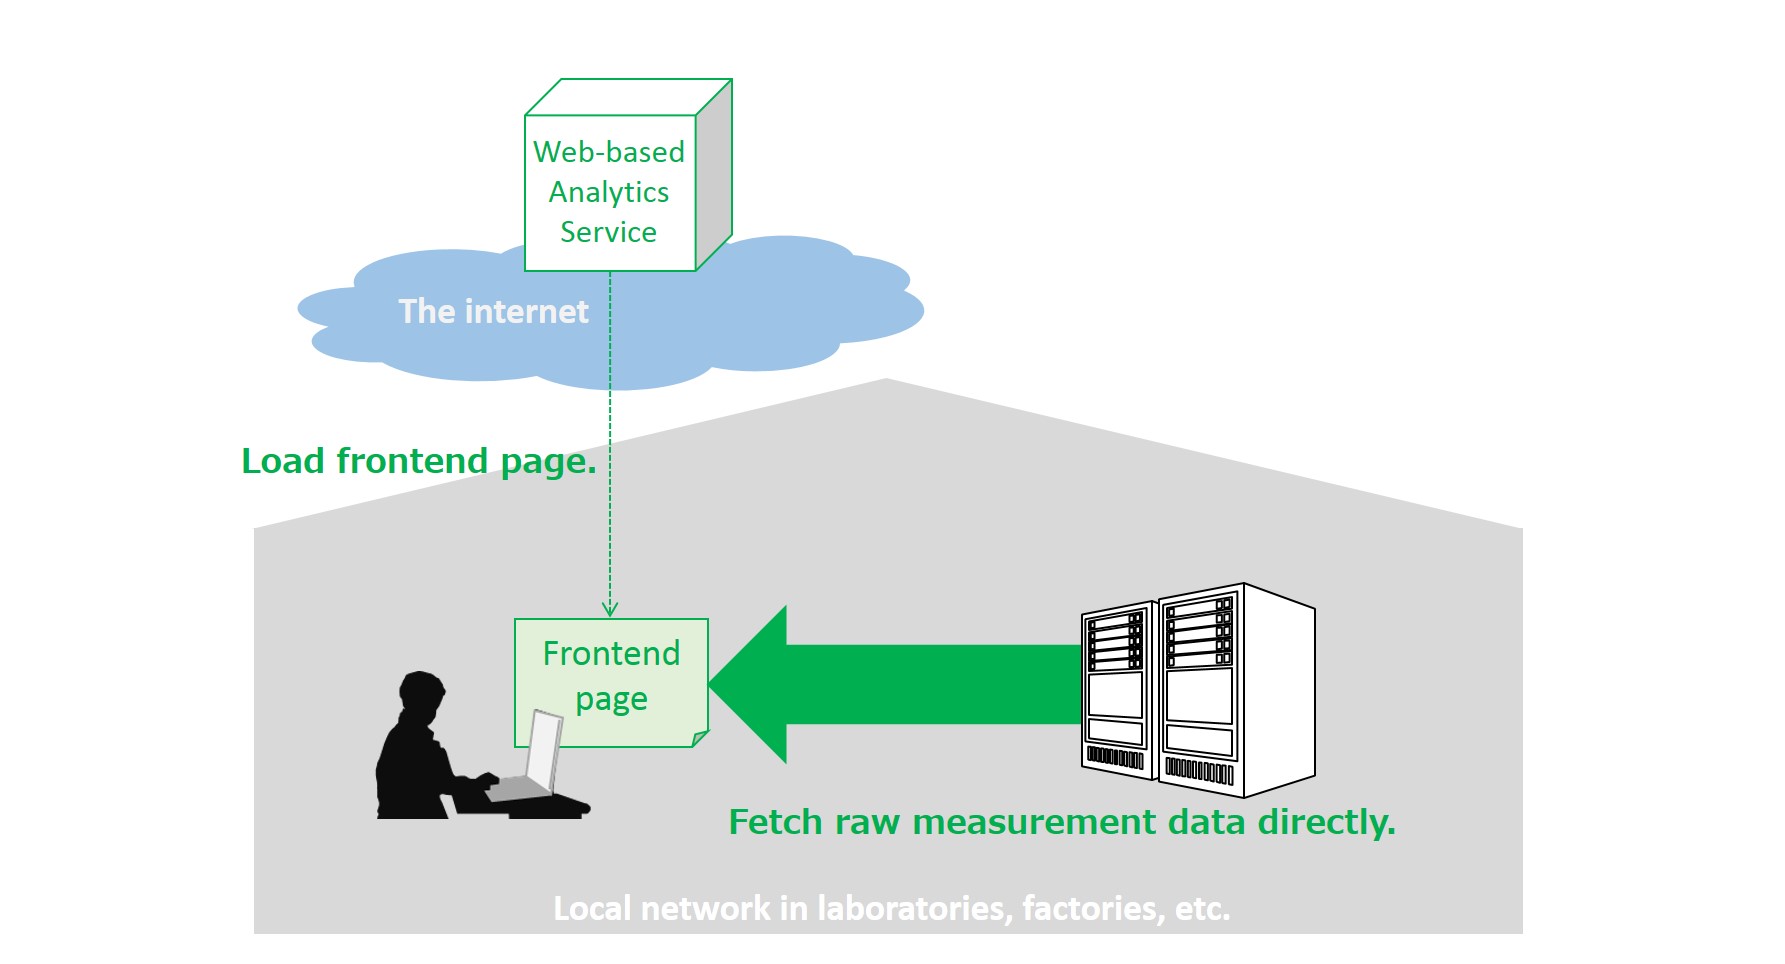 Web-based
Analytics
Service
The internet
Load frontend page.
Frontend
page
Fetch raw measurement data directly.
Local network in laboratories, factories, etc.